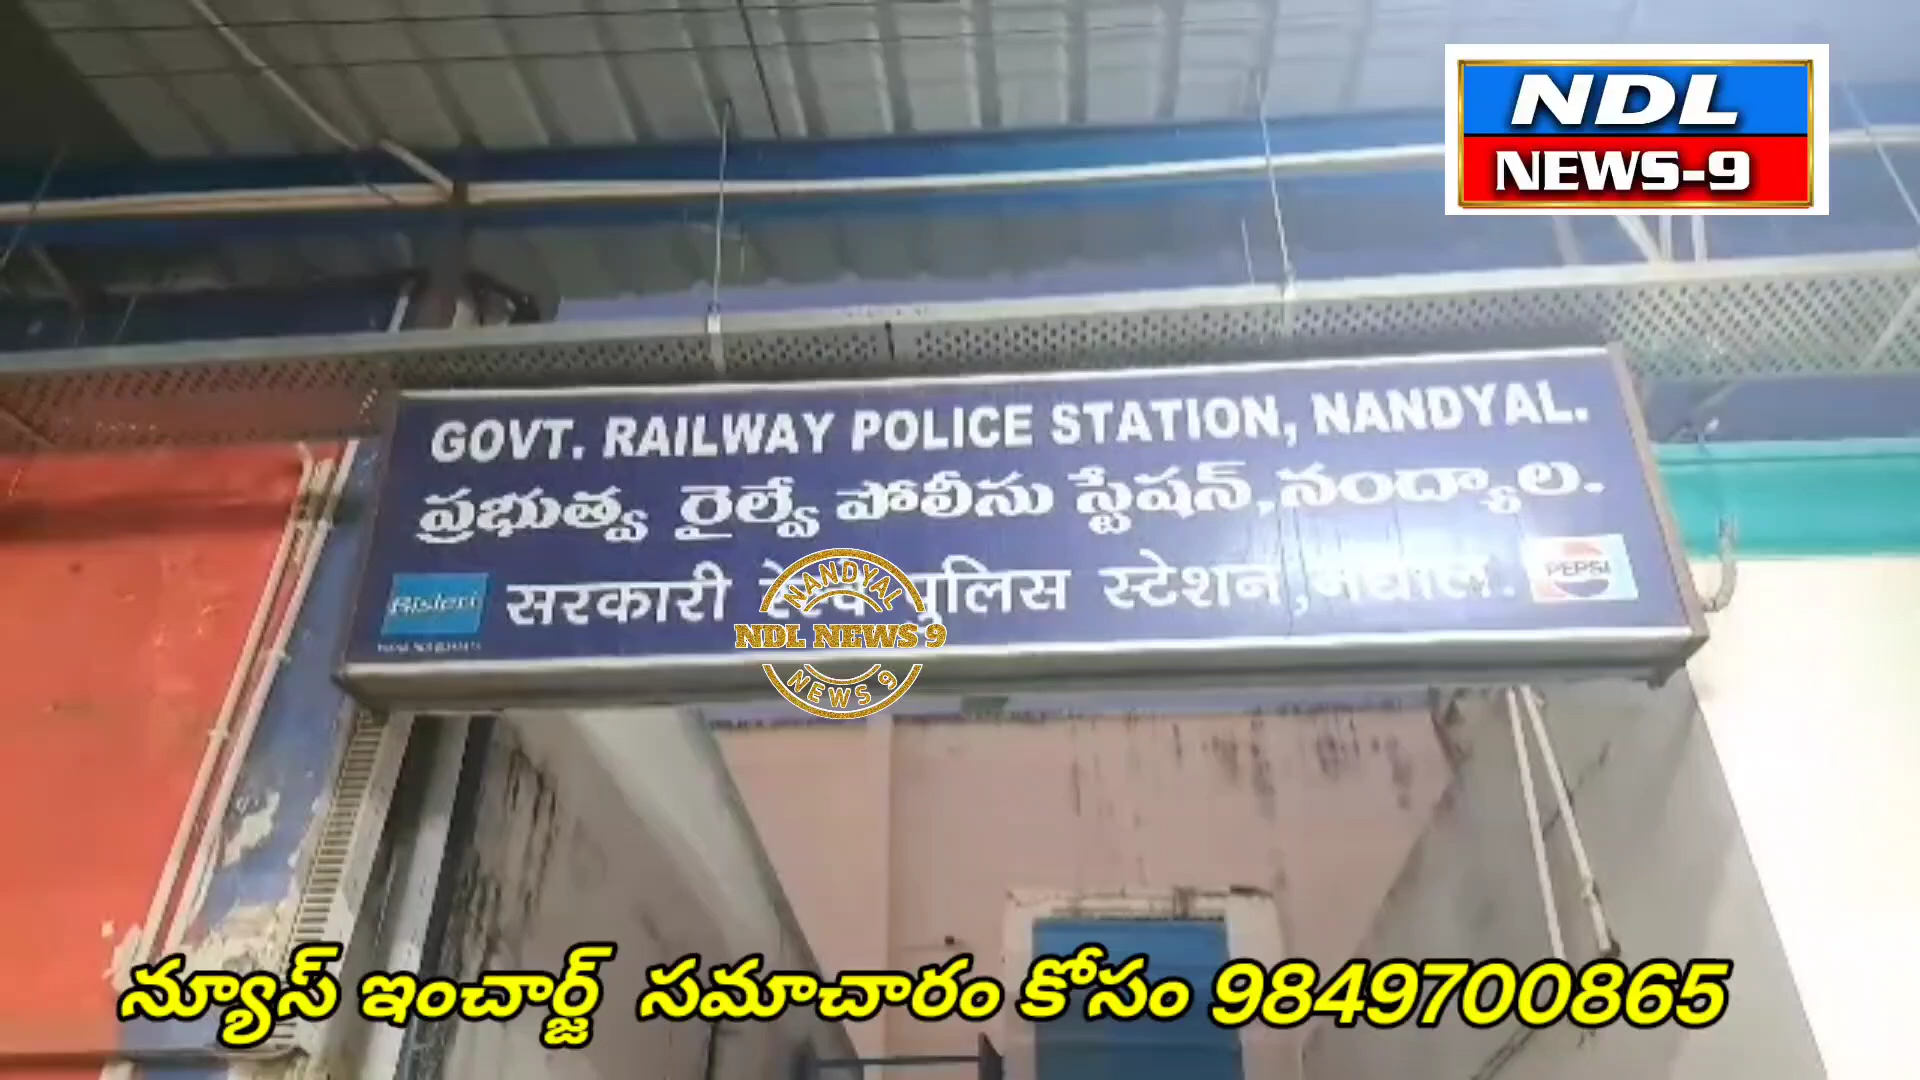 NDL
NEWS-9
GOVT. RAILWAY POLICE STATION, NANDYAL.
ప్రభుత్వ రైల్వే పోలీసు స్టేషన్, నంద్యాల.
Bisleri
सरकारी रेल्वे पुलिस स्टेशन,
PEPSI
NANDYAL
NDL NEWS 9
NEWS 9
న్యూస్ ఇంచార్జ్ సమాచారం కోసం 9849700865